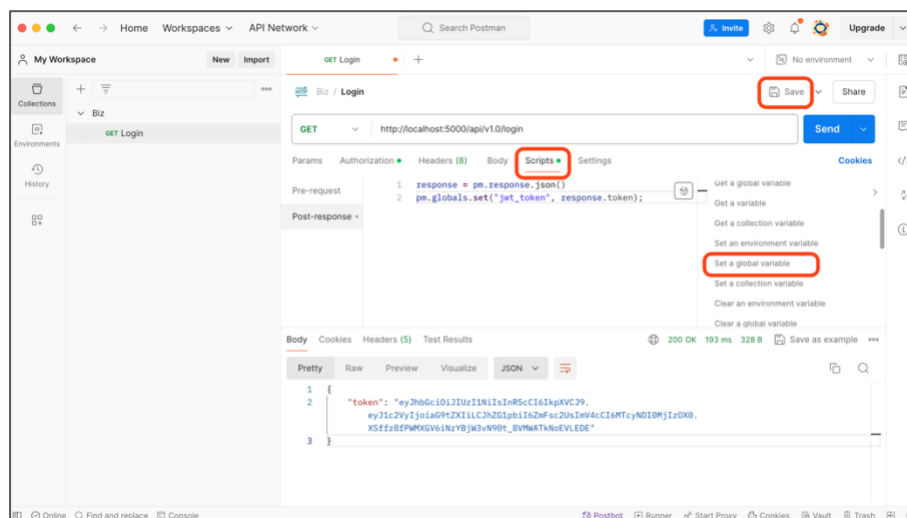 Home Workspaces API Network Search Postman Invite Upgrade
My Workspace New Import GET Login No environment
Collections
Biz
GET Login
Environments
History
Biz / Login Save Share
GET http://localhost:5000/api/v1.0/login Send
Params Authorization Headers (8) Body Scripts Settings Cookies
Pre-request
Post-response
1 response = pm.response.json()
2 pm.globals.set("jwt_token", response.token);
Get a global variable
Get a variable
Get a collection variable
Set an environment variable
Set a global variable
Set a collection variable
Clear an environment variable
Clear a global variable
Body Cookies Headers (5) Test Results 200 OK 193 ms 328 B Save as example
Pretty Raw Preview Visualize JSON
1 {
2 "token": "eyJhbGciOiJIUzI1NiIsInR5cCI6IkpXVCJ9.
eyJ1c2VyIjoiaG9tZXIiLCJhZG1pbiI6ZmFsc2UsImV4cCI6MTcyNDI0MjIzOX0.
XSffz8fPWMXGV6iNzYBjW3vN90t_8VMWATkNoEVLEDE"
3 }
Online Find and replace Console Postbot Runner Start Proxy Cookies Vault Trash